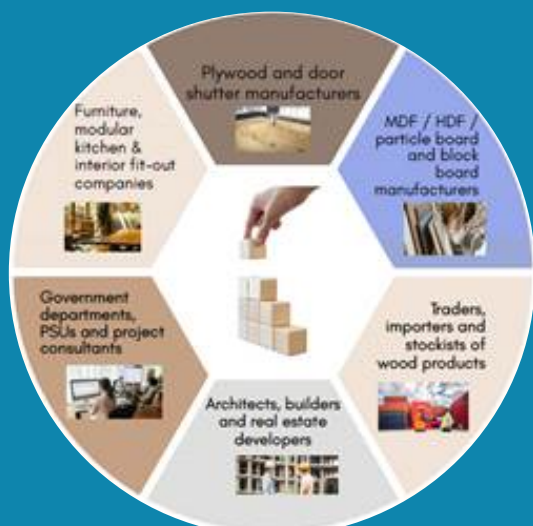 Plywood and door
shutter manufacturers
MDF / HDF /
particle board
and block
board
manufacturers
Traders,
importers and
stockists of
wood products
Architects, builders
and real estate
developers
Government
departments,
PSUs and project
consultants
Furniture,
modular
kitchen &
interior fit-out
companies